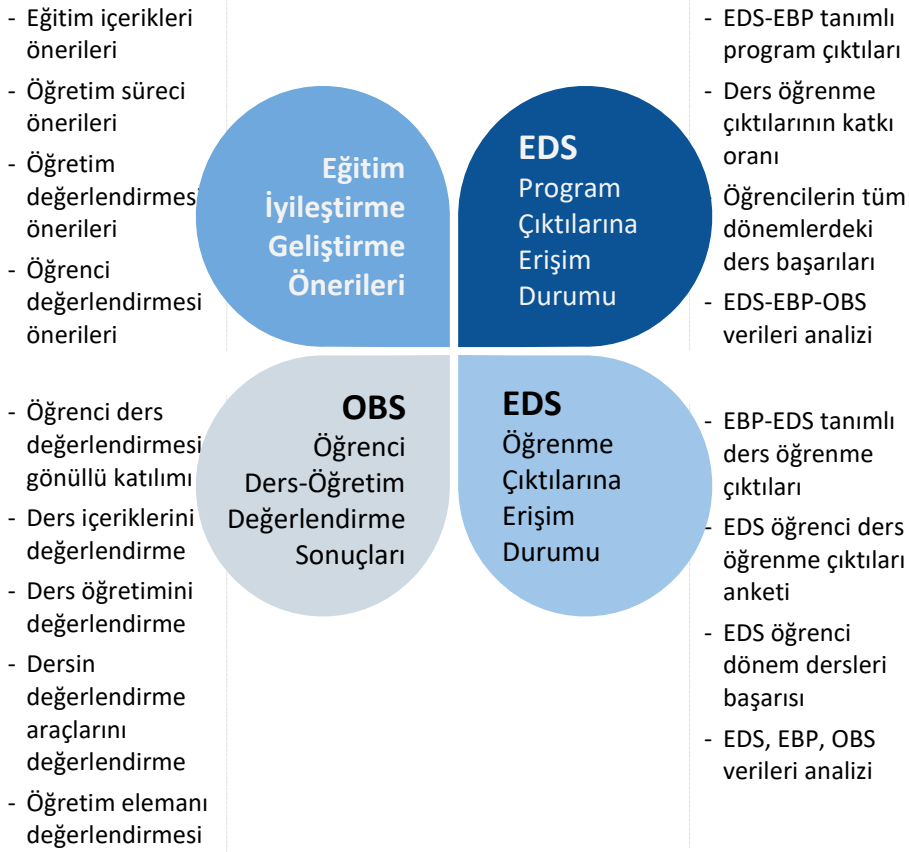 - Eğitim içerikleri
önerileri
- Öğretim süreci
önerileri
- Öğretim
değerlendirmesi
önerileri
- Öğrenci
değerlendirmesi
önerileri
Eğitim
İyileştirme
Geliştirme
Önerileri
EDS
Program
Çıktılarına
Erişim
Durumu
- EDS-EBP tanımlı
program çıktıları
- Ders öğrenme
çıktılarının katkı
oranı
Öğrencilerin tüm
dönemlerdeki
ders başarıları
- EDS-EBP-OBS
verileri analizi
- Öğrenci ders
değerlendirmesi
gönüllü katılımı
- Ders içeriklerini
değerlendirme
- Ders öğretimini
değerlendirme
- Dersin
değerlendirme
araçlarını
değerlendirme
- Öğretim elemanı
değerlendirmesi
OBS
Öğrenci
Ders-Öğretim
Değerlendirme
Sonuçları
EDS
Öğrenme
Çıktılarına
Erişim
Durumu
- EBP-EDS tanımlı
ders öğrenme
çıktıları
- EDS öğrenci ders
öğrenme çıktıları
anketi
- EDS öğrenci
dönem dersleri
başarısı
- EDS, EBP, OBS
verileri analizi